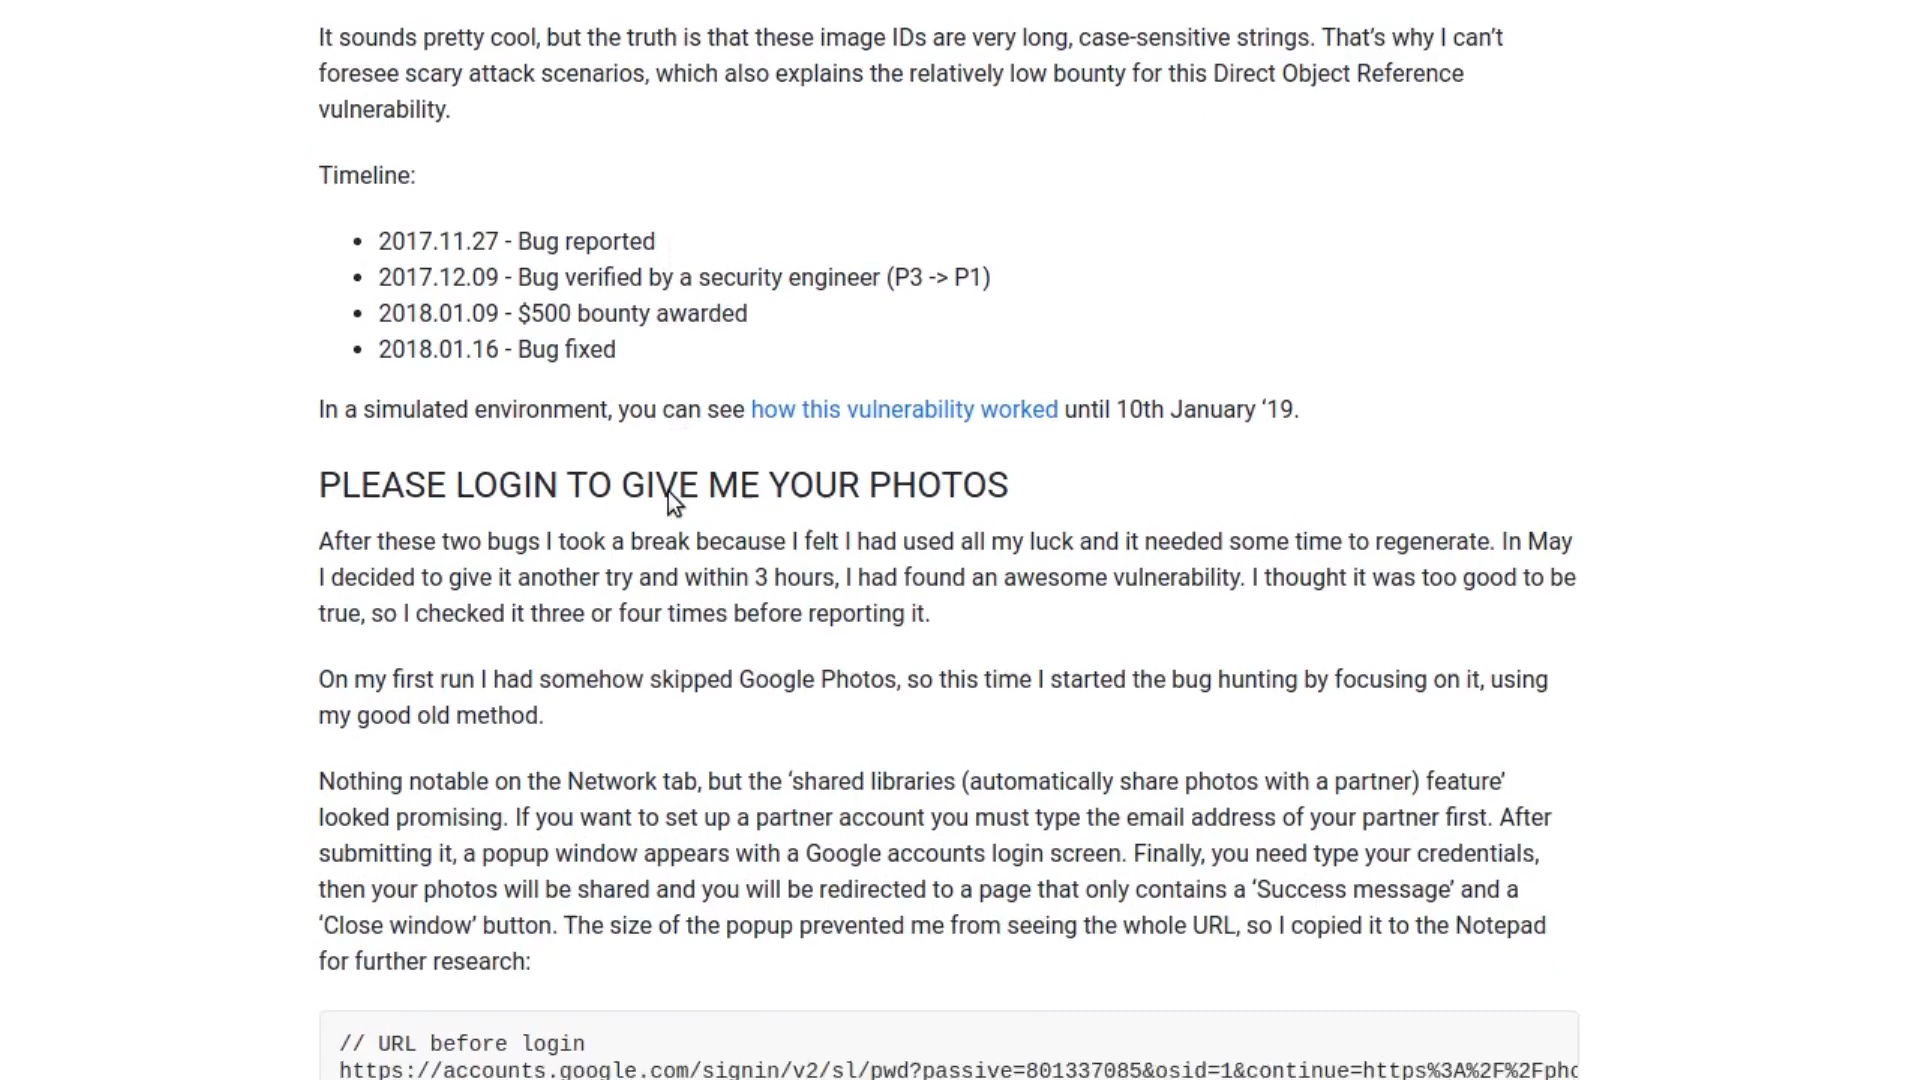 It sounds pretty cool, but the truth is that these image IDs are very long, case-sensitive strings. That’s why I can’t
foresee scary attack scenarios, which also explains the relatively low bounty for this Direct Object Reference
vulnerability.
Timeline:
• 2017.11.27 - Bug reported
• 2017.12.09 - Bug verified by a security engineer (P3 -> P1)
• 2018.01.09 - $500 bounty awarded
• 2018.01.16 - Bug fixed
In a simulated environment, you can see how this vulnerability worked until 10th January ‘19.
PLEASE LOGIN TO GIVE ME YOUR PHOTOS
After these two bugs I took a break because I felt I had used all my luck and it needed some time to regenerate. In May
I decided to give it another try and within 3 hours, I had found an awesome vulnerability. I thought it was too good to be
true, so I checked it three or four times before reporting it.
On my first run I had somehow skipped Google Photos, so this time I started the bug hunting by focusing on it, using
my good old method.
Nothing notable on the Network tab, but the ‘shared libraries (automatically share photos with a partner) feature’
looked promising. If you want to set up a partner account you must type the email address of your partner first. After
submitting it, a popup window appears with a Google accounts login screen. Finally, you need type your credentials,
then your photos will be shared and you will be redirected to a page that only contains a ‘Success message’ and a
‘Close window’ button. The size of the popup prevented me from seeing the whole URL, so I copied it to the Notepad
for further research:
// URL before login
https://accounts.google.com/signin/v2/sl/pwd?passive=801337085&osid=1&continue=https%3A%2F%2Fpho